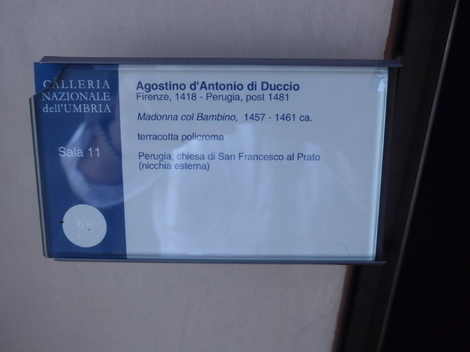 GALLERIA
NAZIONALE
dell'UMBRIA
Sala 11
Agostino d'Antonio di Duccio
Firenze, 1418 - Perugia, post 1481
Madonna col Bambino, 1457 - 1461 ca.
terracotta policroma
Perugia, chiesa di San Francesco al Prato
(nicchia esterna)